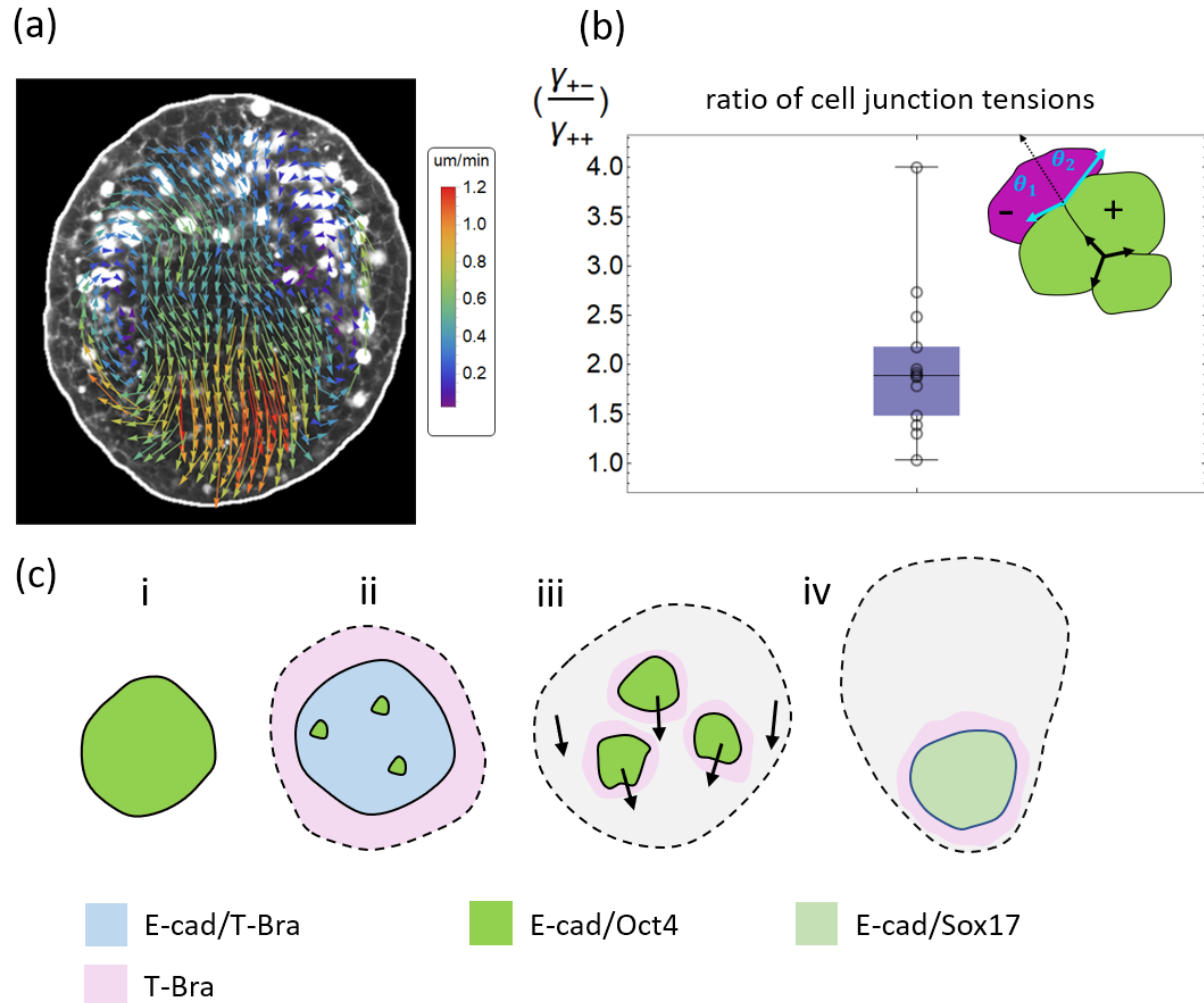 (a)
um/min
1.2
1.0
0.8
0.6
0.4
0.2
(b)
(γ+−/γ++)
ratio of cell junction tensions
4.0
3.5
3.0
2.5
2.0
1.5
1.0
θ1
θ2
-
+
(c)
i
ii
iii
iv
E-cad/T-Bra
E-cad/Oct4
E-cad/Sox17
T-Bra